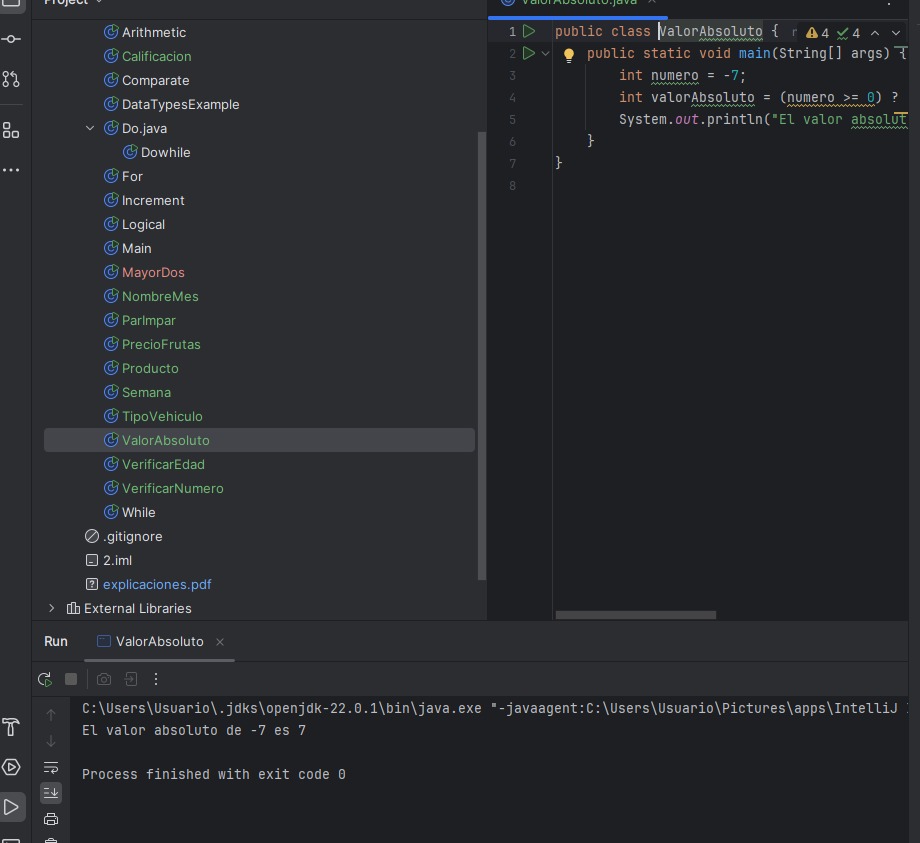 Project
Arithmetic
Calificacion
Comparate
DataTypesExample
Do.java
Dowhile
For
Increment
Logical
Main
MayorDos
NombreMes
ParImpar
PrecioFrutas
Producto
Semana
TipoVehiculo
ValorAbsoluto
VerificarEdad
VerificarNumero
While
.gitignore
2.iml
explicaciones.pdf
External Libraries
ValorAbsoluto.java
1 public class ValorAbsoluto { 4 4
2 public static void main(String[] args) {
3 int numero = -7;
4 int valorAbsoluto = (numero >= 0) ?
5 System.out.println("El valor absolut
6 }
7 }
8
Run ValorAbsoluto
C:\Users\Usuario\.jdks\openjdk-22.0.1\bin\java.exe "-javaagent:C:\Users\Usuario\Pictures\apps\IntelliJ
El valor absoluto de -7 es 7
Process finished with exit code 0